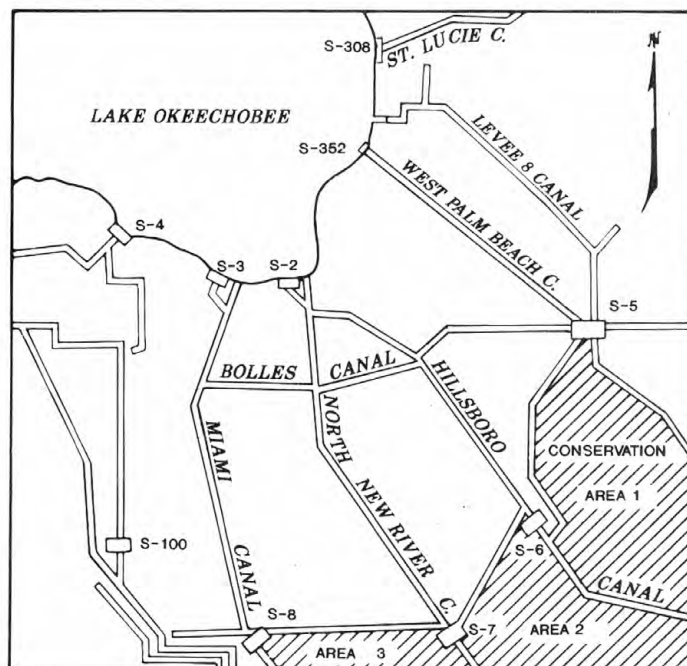 S-308
ST. LUCIE C.
N
LAKE OKEECHOBEE
S-352
LEVEE 8 CANAL
WEST PALM BEACH C.
S-4
S-3
S-2
S-5
BOLLES CANAL
HILLSBORO CANAL
MIAMI CANAL
NORTH NEW RIVER C.
CONSERVATION
AREA 1
S-100
S-6
S-8
S-7
AREA 2
AREA 3